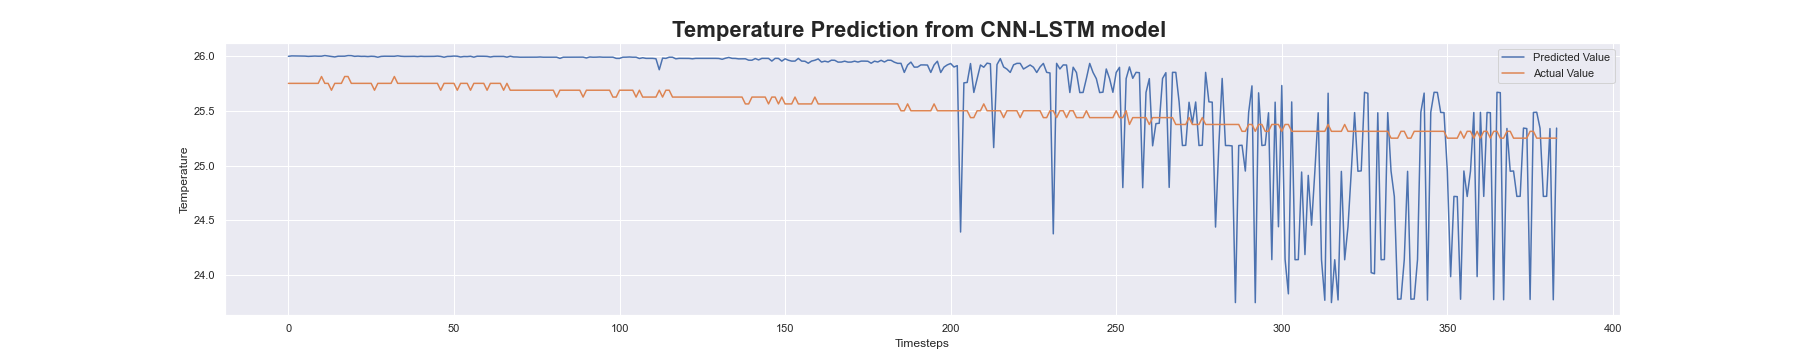 Temperature Prediction from CNN-LSTM model
Predicted Value
Actual Value
Temperature
26.0
25.5
25.0
24.5
24.0
0 50 100 150 200 250 300 350 400
Timesteps